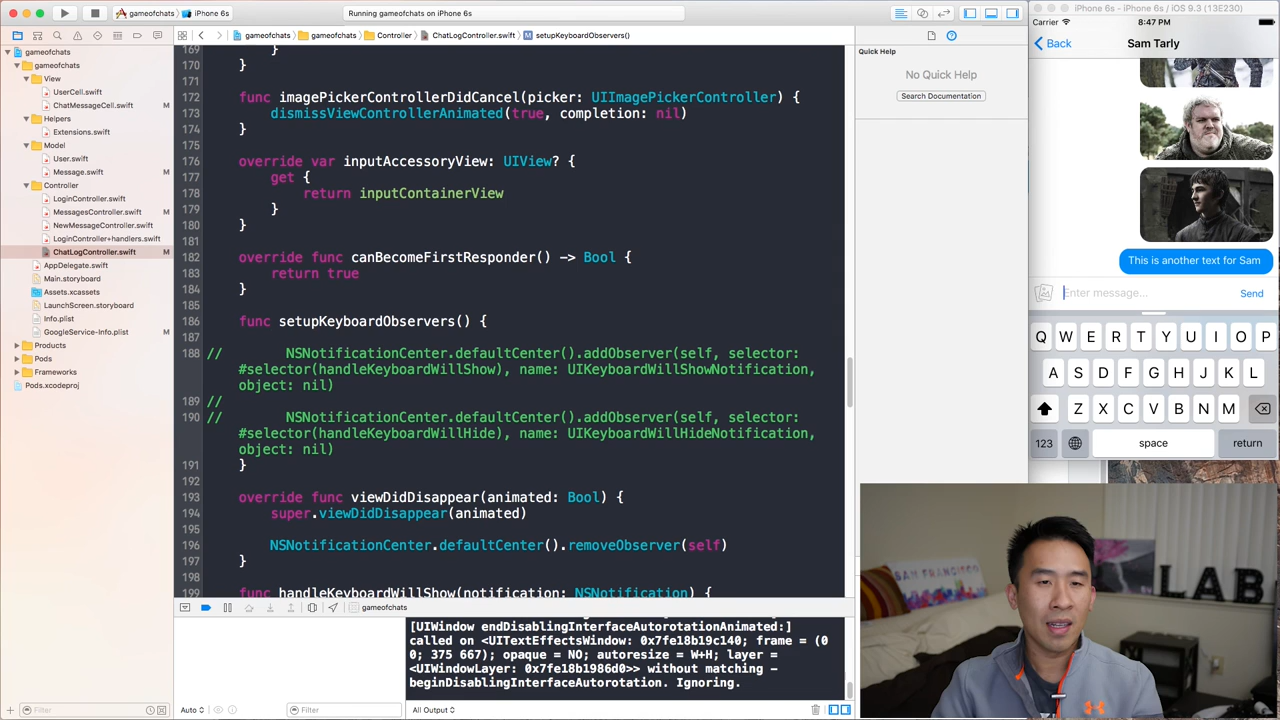 gameofchats
iPhone 6s
Running gameofchats on iPhone 6s
iPhone 6s – iPhone 6s / iOS 9.3 (13E230)
gameofchats
gameofchats
Controller
ChatLogController.swift
M
setupKeyboardObservers()
gameofchats
gameofchats
View
UserCell.swift
ChatMessageCell.swift M
Helpers
Extensions.swift
Model
User.swift
Message.swift M
Controller
LoginController.swift
MessagesController.swift M
NewMessageController.swift
LoginController+handlers.swift
ChatLogController.swift M
AppDelegate.swift
Main.storyboard
Assets.xcassets
LaunchScreen.storyboard
Info.plist
GoogleService-Info.plist M
Products
Pods
Frameworks
Pods.xcodeproj
Filter
169 }
170 }
171
172 func imagePickerControllerDidCancel(picker: UIImagePickerController) {
173 dismissViewControllerAnimated(true, completion: nil)
174 }
175
176 override var inputAccessoryView: UIView? {
177 get {
178 return inputContainerView
179 }
180 }
181
182 override func canBecomeFirstResponder() -> Bool {
183 return true
184 }
185
186 func setupKeyboardObservers() {
187
188 // NSNotificationCenter.defaultCenter().addObserver(self, selector:
#selector(handleKeyboardWillShow), name: UIKeyboardWillShowNotification,
object: nil)
189 //
190 // NSNotificationCenter.defaultCenter().addObserver(self, selector:
#selector(handleKeyboardWillHide), name: UIKeyboardWillHideNotification,
object: nil)
191 }
192
193 override func viewDidDisappear(animated: Bool) {
194 super.viewDidDisappear(animated)
195
196 NSNotificationCenter.defaultCenter().removeObserver(self)
197 }
198
199 func handleKeyboardWillShow(notification: NSNotification) {
gameofchats
[UIWindow endDisablingInterfaceAutorotationAnimated:]
called on <UITextEffectsWindow: 0x7fe18b19c140; frame = (0
0; 375 667); opaque = NO; autoresize = W+H; layer =
<UIWindowLayer: 0x7fe18b1986d0>> without matching -
beginDisablingInterfaceAutorotation. Ignoring.
Auto
Filter
All Output
Quick Help
No Quick Help
Search Documentation
Carrier
8:47 PM
Back
Sam Tarly
This is another text for Sam
Enter message...
Send
Q W E R T Y U I O P
A S D F G H J K L
Z X C V B N M
123
space
return
SAN FRANCISCO
LAB